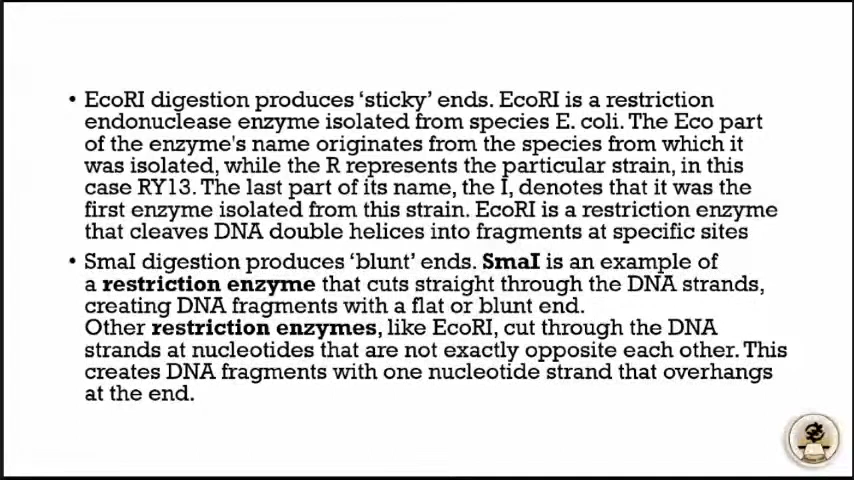 • EcoRI digestion produces ‘sticky’ ends. EcoRI is a restriction
endonuclease enzyme isolated from species E. coli. The Eco part
of the enzyme's name originates from the species from which it
was isolated, while the R represents the particular strain, in this
case RY13. The last part of its name, the I, denotes that it was the
first enzyme isolated from this strain. EcoRI is a restriction enzyme
that cleaves DNA double helices into fragments at specific sites
• SmaI digestion produces ‘blunt’ ends. SmaI is an example of
a restriction enzyme that cuts straight through the DNA strands,
creating DNA fragments with a flat or blunt end.
Other restriction enzymes, like EcoRI, cut through the DNA
strands at nucleotides that are not exactly opposite each other. This
creates DNA fragments with one nucleotide strand that overhangs
at the end.